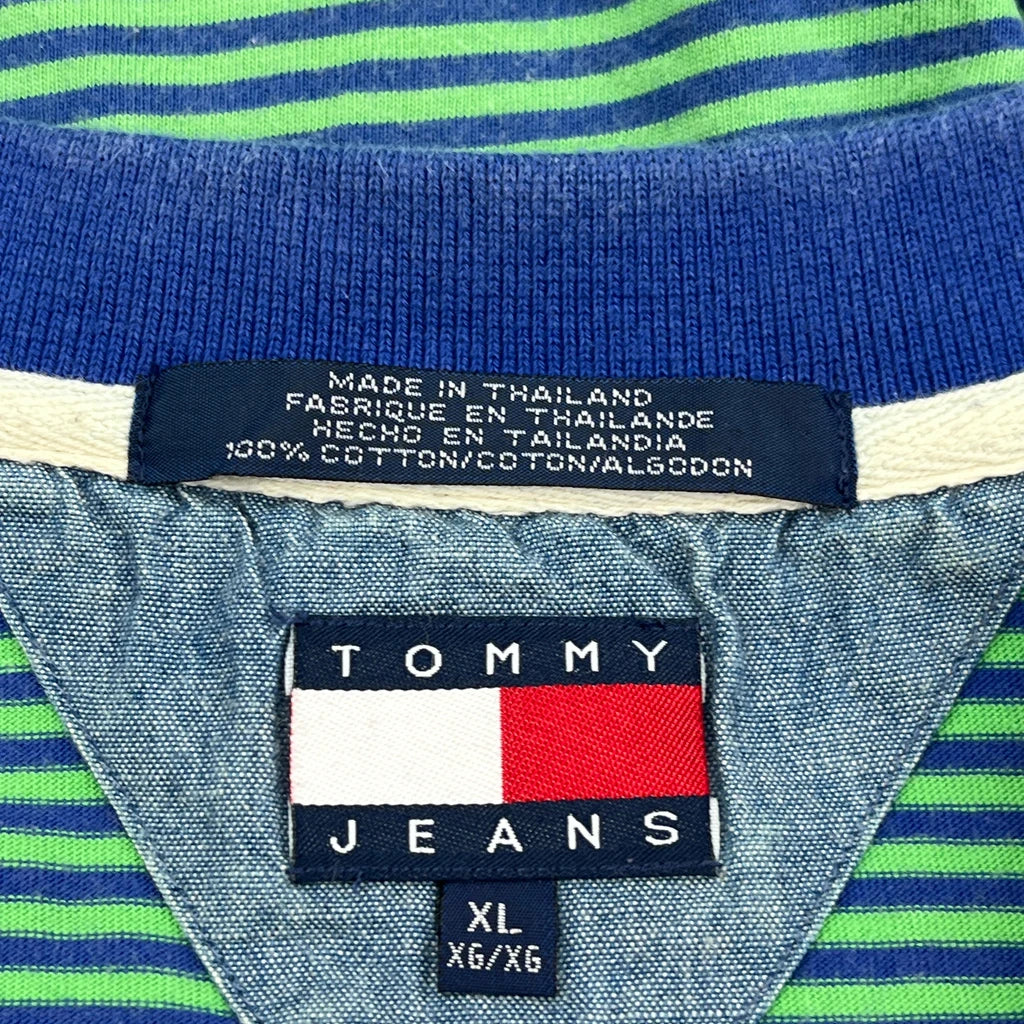 MADE IN THAILAND
FABRIQUE EN THAILANDE
HECHO EN TAILANDIA
100% COTTON/COTON/ALGODON
TOMMY
JEANS
XL
XG/XG